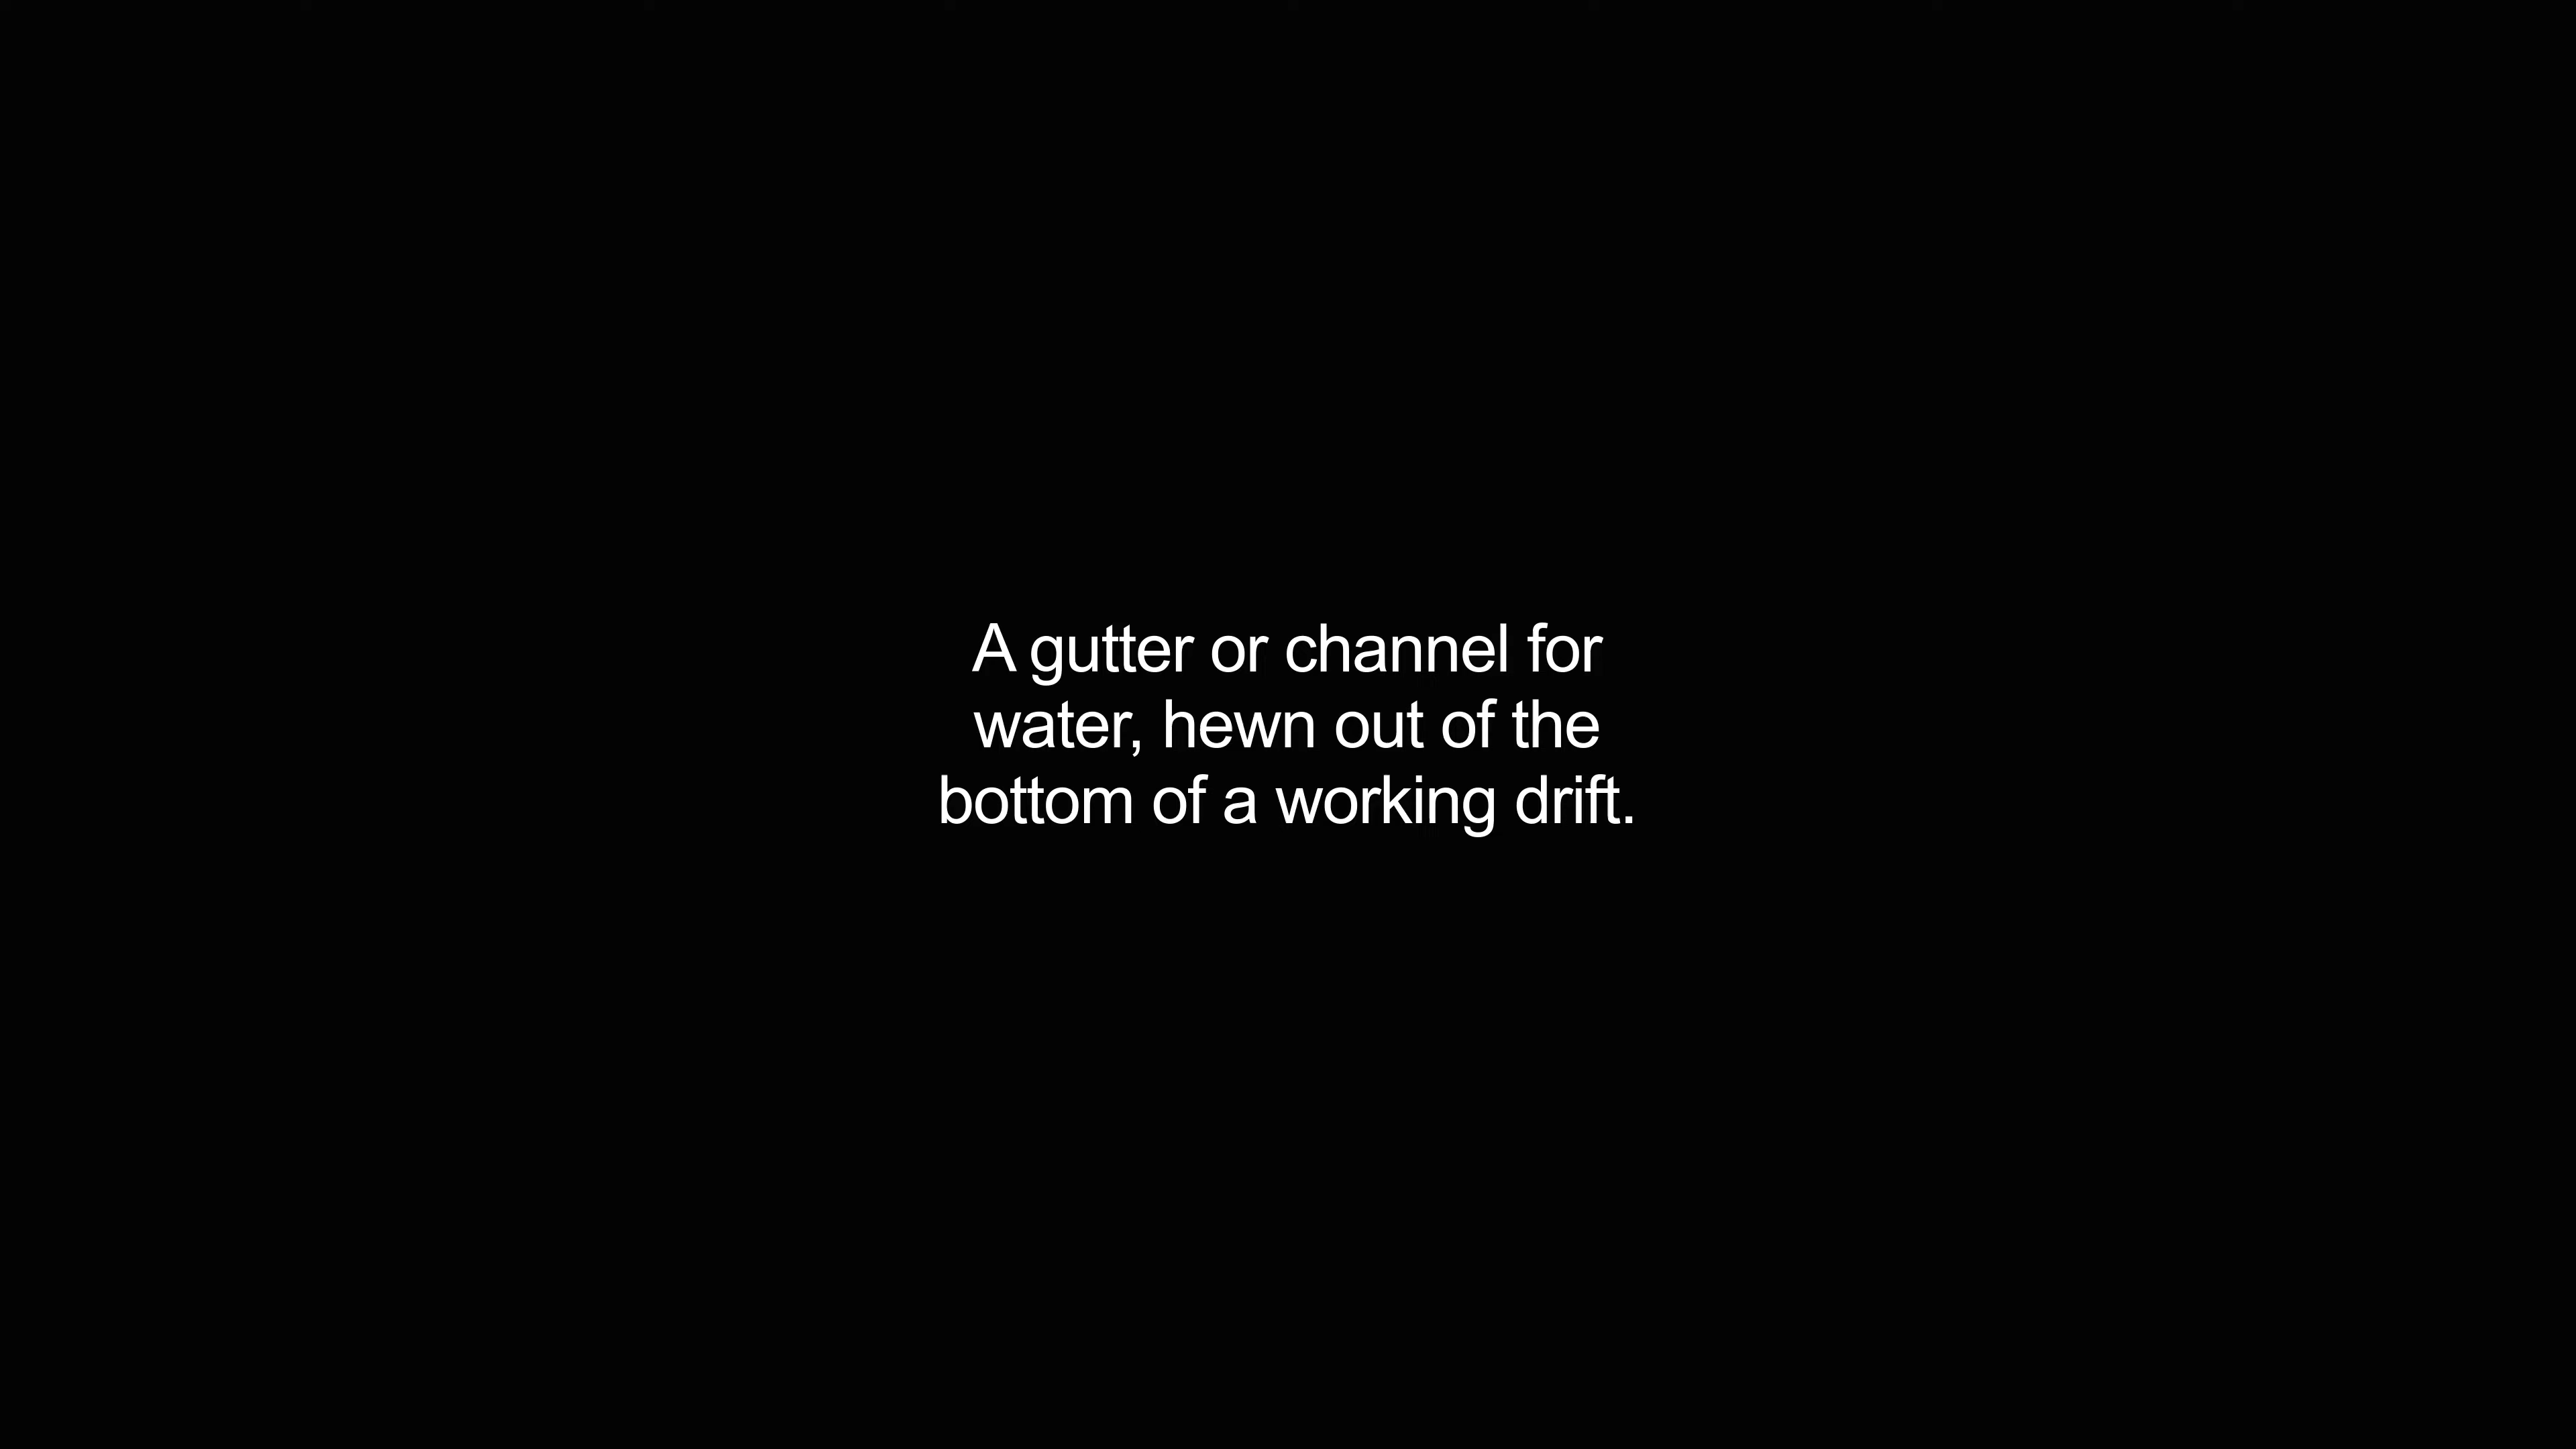 A gutter or channel for
water, hewn out of the
bottom of a working drift.